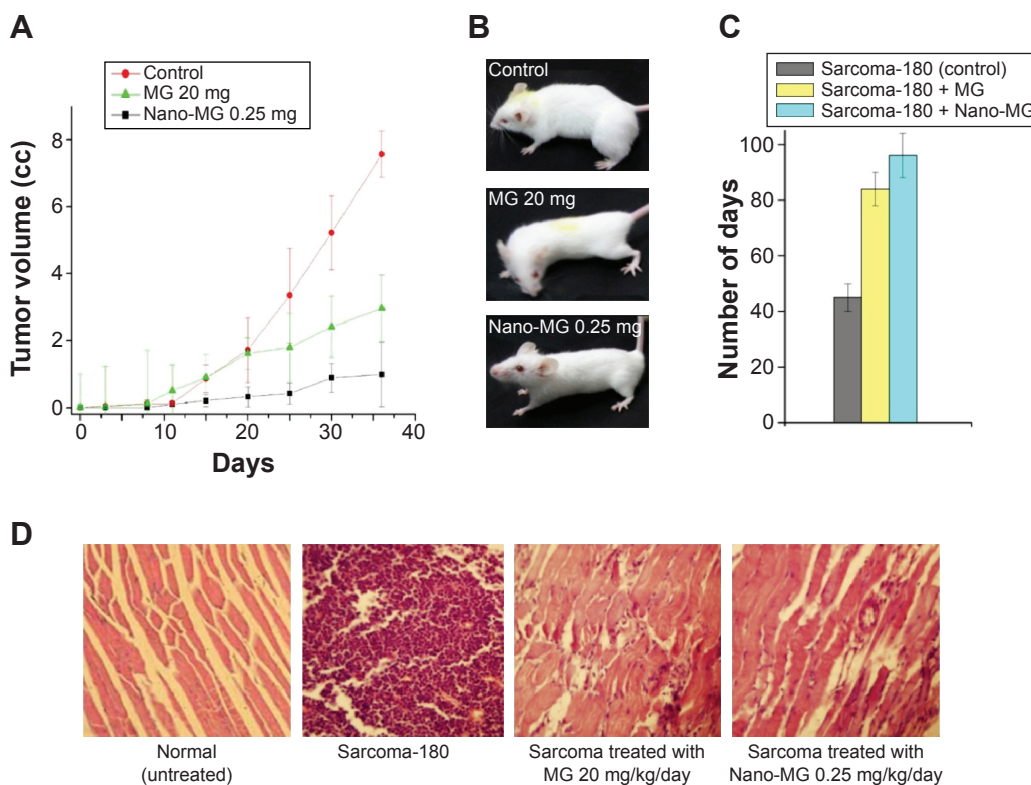 A
Control
MG 20 mg
Nano-MG 0.25 mg
Tumor volume (cc)
8
6
4
2
0
0
10
20
30
40
Days
B
Control
MG 20 mg
Nano-MG 0.25 mg
C
Sarcoma-180 (control)
Sarcoma-180 + MG
Sarcoma-180 + Nano-MG
Number of days
100
80
60
40
20
0
D
Normal
(untreated)
Sarcoma-180
Sarcoma treated with
MG 20 mg/kg/day
Sarcoma treated with
Nano-MG 0.25 mg/kg/day